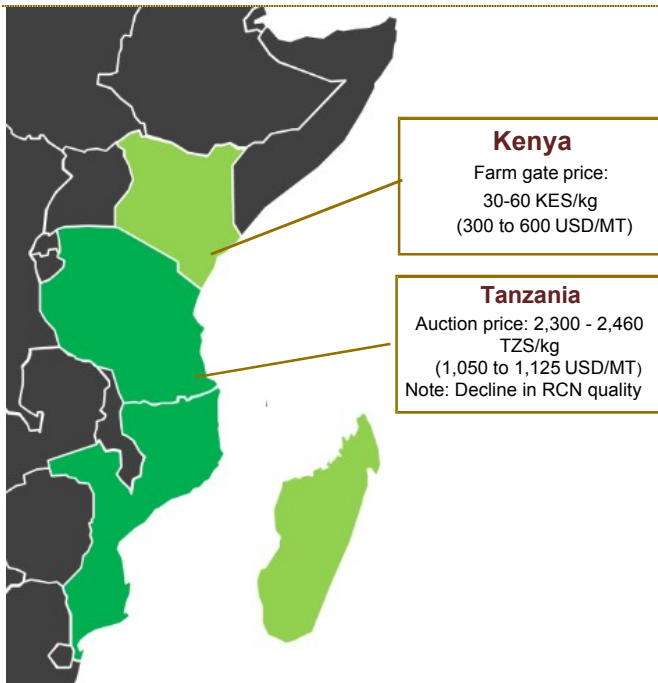 Kenya
Farm gate price:
30-60 KES/kg
(300 to 600 USD/MT)
Tanzania
Auction price: 2,300 - 2,460
TZS/kg
(1,050 to 1,125 USD/MT)
Note: Decline in RCN quality